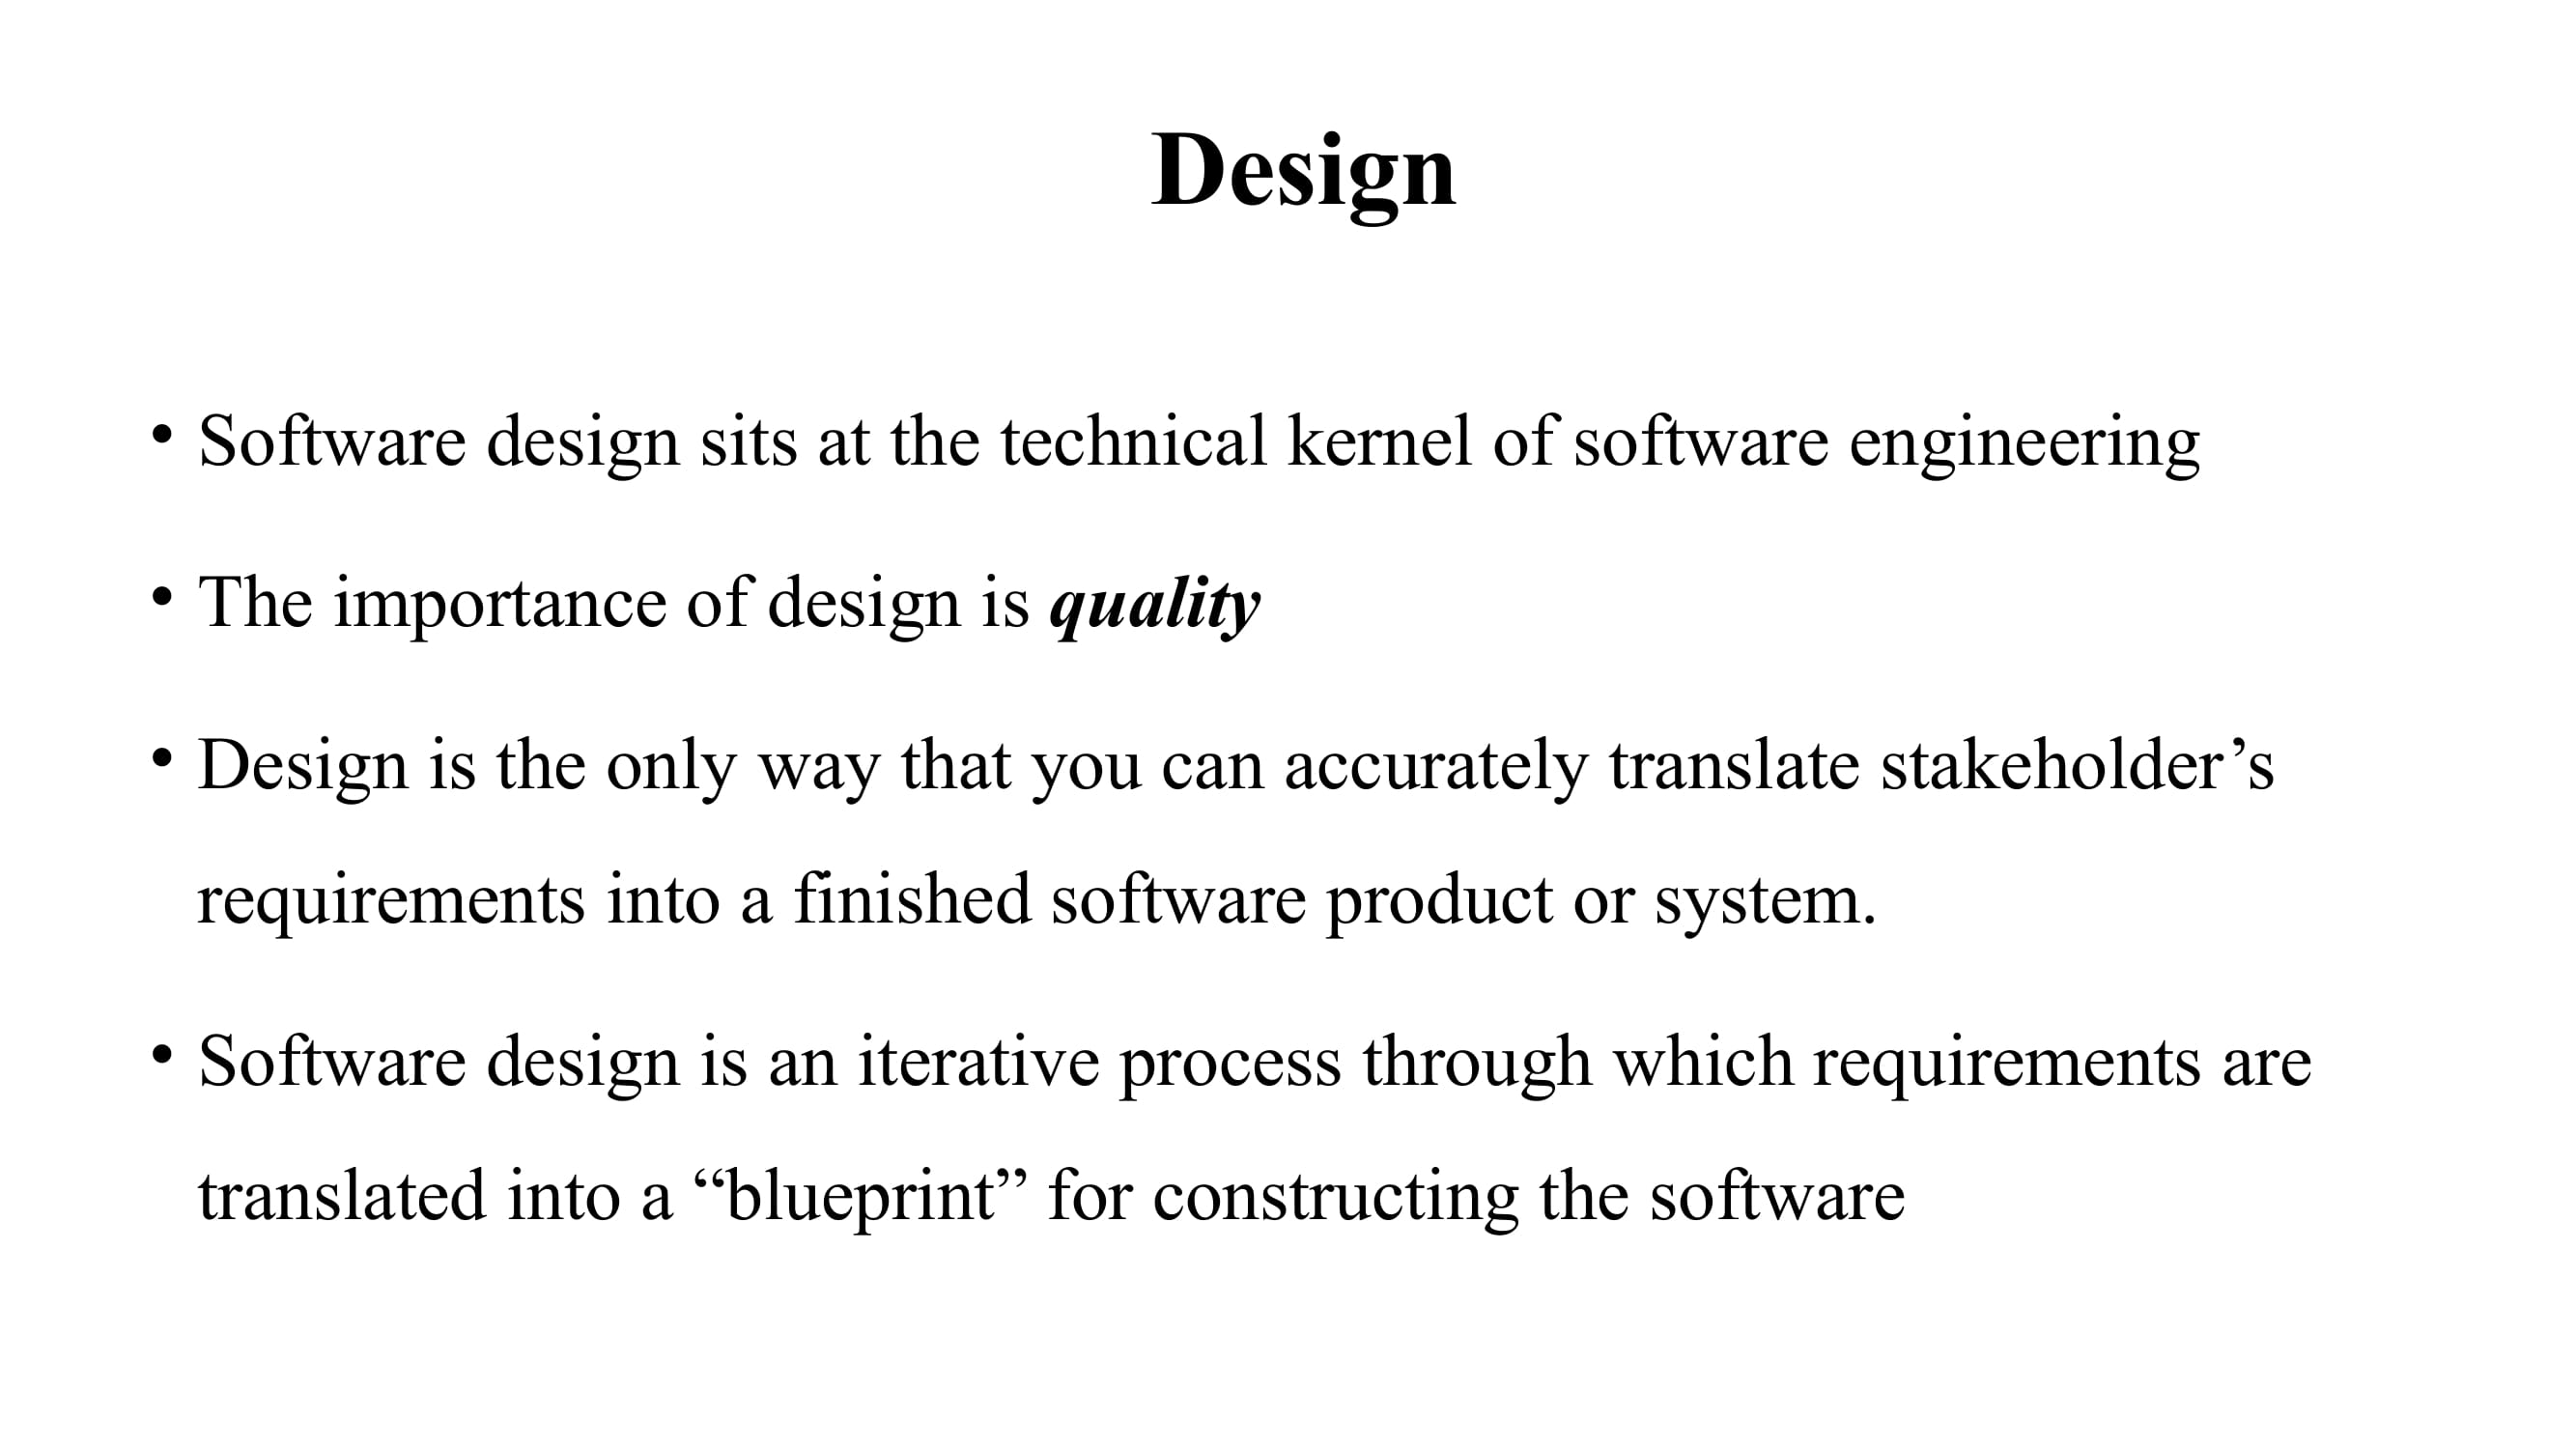 Design
• Software design sits at the technical kernel of software engineering
• The importance of design is quality
• Design is the only way that you can accurately translate stakeholder’s
requirements into a finished software product or system.
• Software design is an iterative process through which requirements are
translated into a “blueprint” for constructing the software